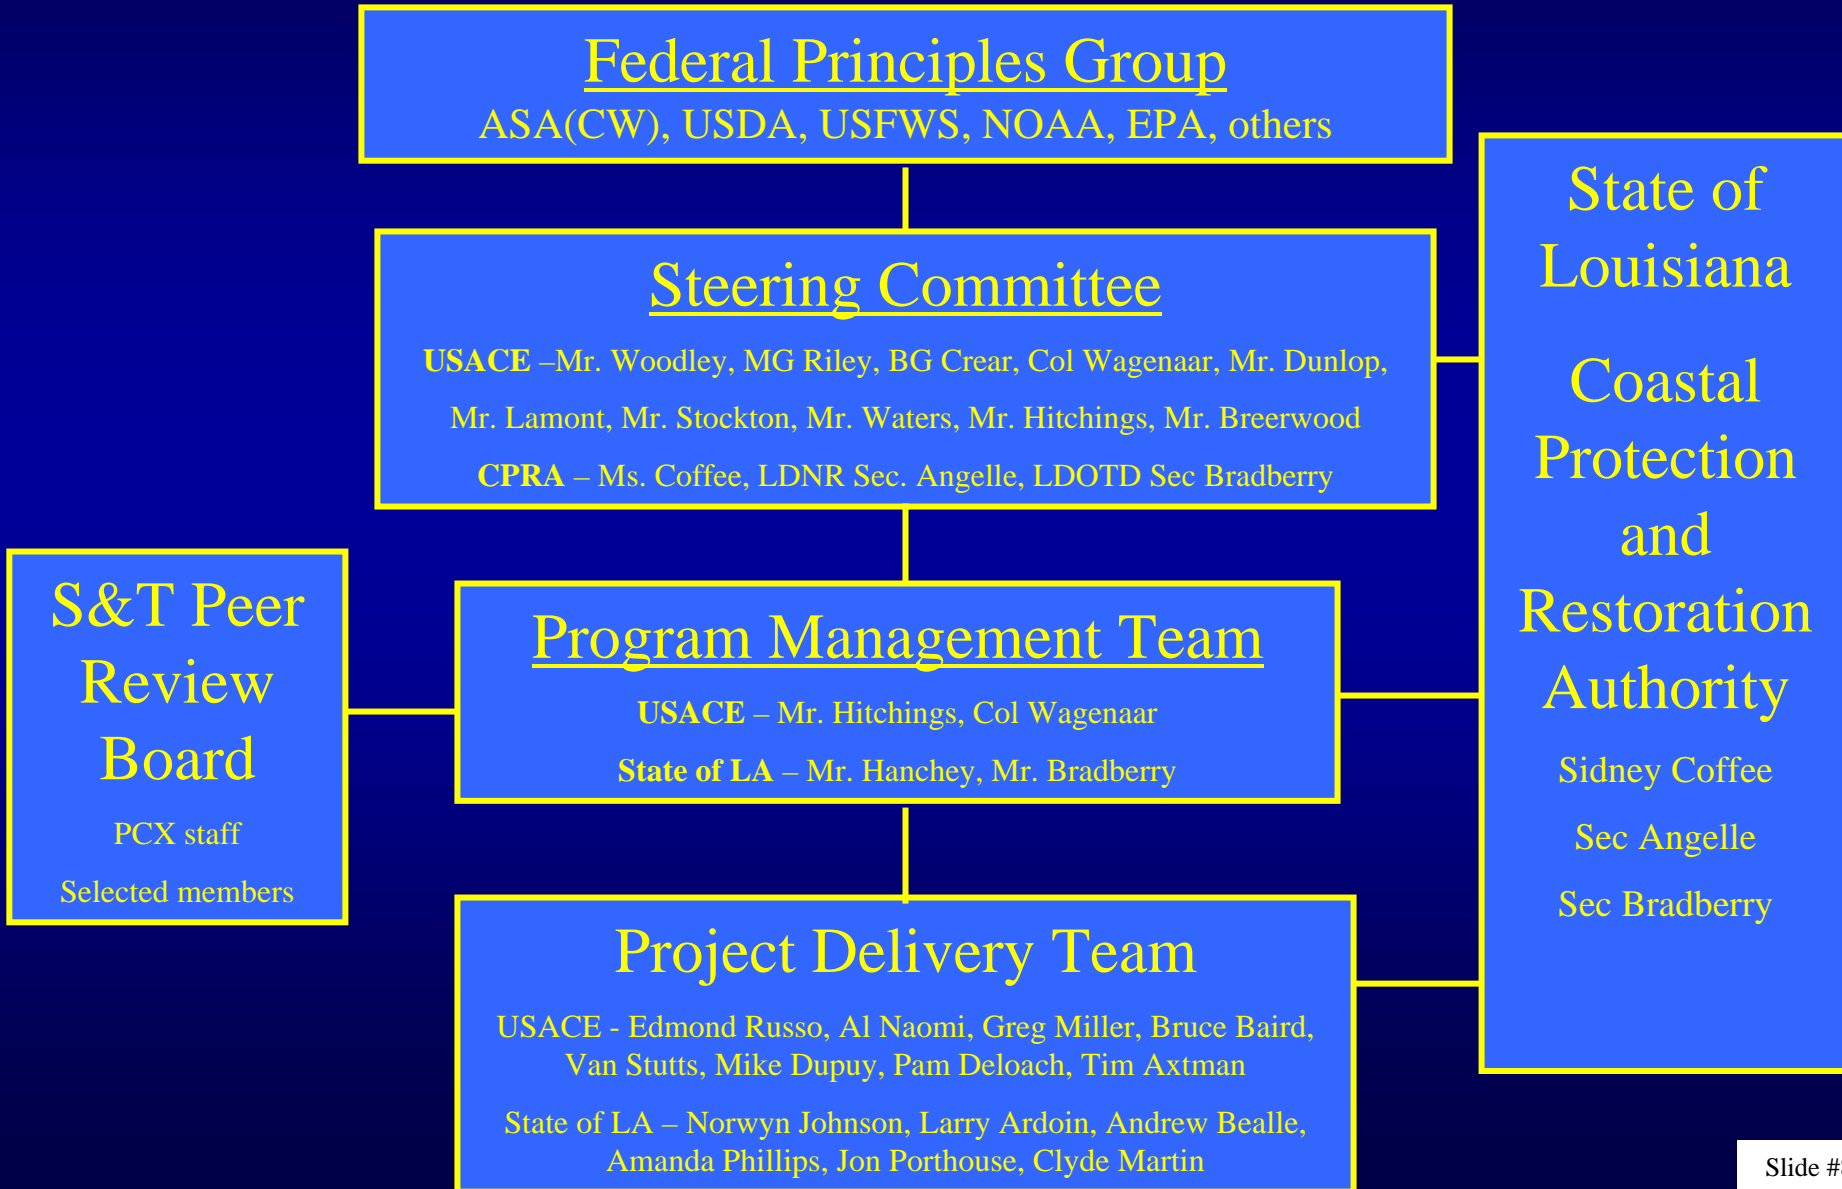 Federal Principles Group
ASA(CW), USDA, USFWS, NOAA, EPA, others
Steering Committee
USACE –Mr. Woodley, MG Riley, BG Crear, Col Wagenaar, Mr. Dunlop,
Mr. Lamont, Mr. Stockton, Mr. Waters, Mr. Hitchings, Mr. Breerwood
CPRA – Ms. Coffee, LDNR Sec. Angelle, LDOTD Sec Bradberry
State of
Louisiana
Coastal
Protection
and
Restoration
Authority
Sidney Coffee
Sec Angelle
Sec Bradberry
S&T Peer
Review
Board
PCX staff
Selected members
Program Management Team
USACE – Mr. Hitchings, Col Wagenaar
State of LA – Mr. Hanchey, Mr. Bradberry
Project Delivery Team
USACE - Edmond Russo, Al Naomi, Greg Miller, Bruce Baird,
Van Stutts, Mike Dupuy, Pam Deloach, Tim Axtman
State of LA – Norwyn Johnson, Larry Ardoin, Andrew Bealle,
Amanda Phillips, Jon Porthouse, Clyde Martin
Slide #